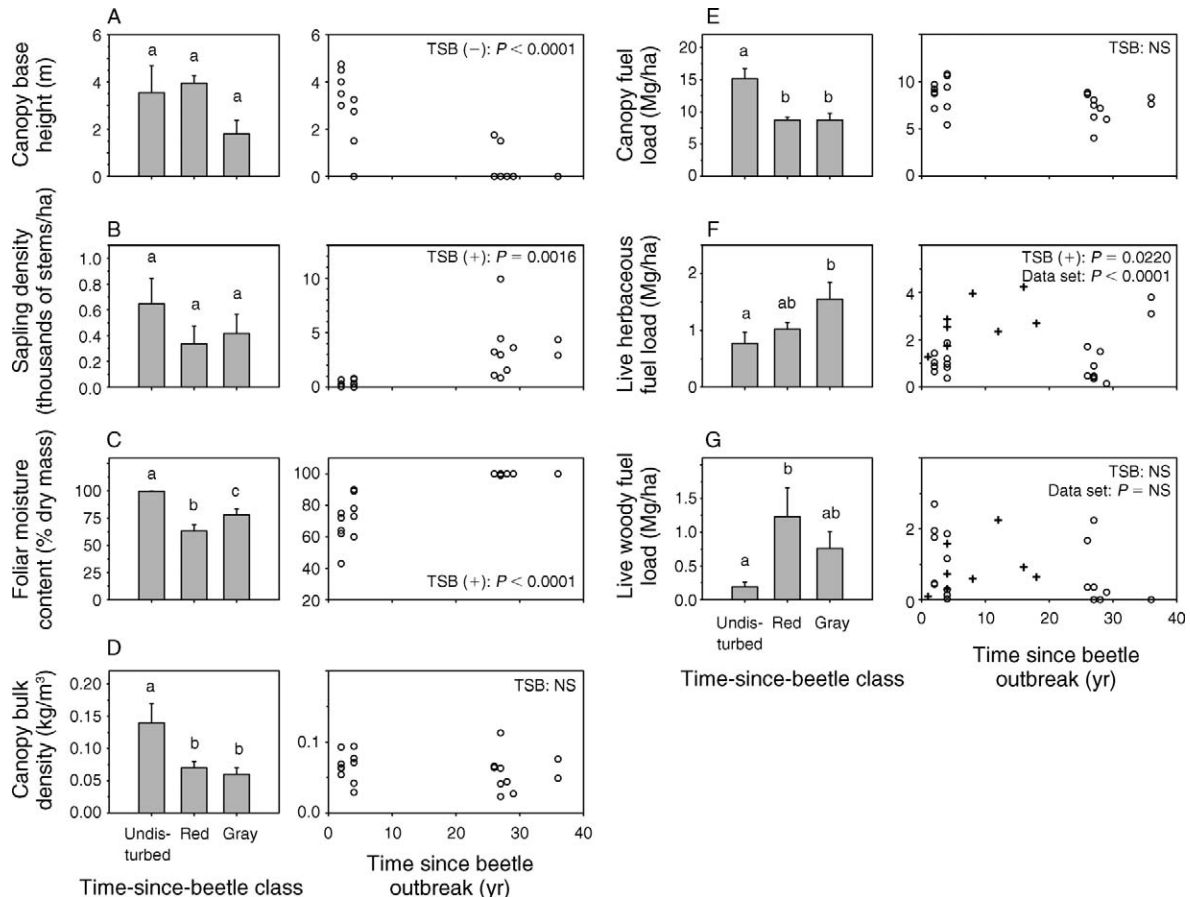 A
Canopy base
height (m)
6
4
2
0
a
a
a
6
4
2
0
TSB (−): P < 0.0001
B
Sapling density
(thousands of stems/ha)
1.0
0.8
0.6
0.4
0.2
0.0
a
a
a
10
5
0
TSB (+): P = 0.0016
C
Foliar moisture
content (% dry mass)
100
75
50
25
0
a
b
c
100
80
60
40
20
TSB (+): P < 0.0001
D
Canopy bulk
density (kg/m³)
0.20
0.15
0.10
0.05
0.00
a
b
b
Undis-
turbed
Red
Gray
Time-since-beetle class
0.1
0.0
TSB: NS
0
10
20
30
40
Time since beetle
outbreak (yr)
E
Canopy fuel
load (Mg/ha)
20
15
10
5
0
a
b
b
10
5
0
TSB: NS
F
Live herbaceous
fuel load (Mg/ha)
2
1
0
a
ab
b
4
2
0
TSB (+): P = 0.0220
Data set: P < 0.0001
G
Live woody fuel
load (Mg/ha)
1.5
1.0
0.5
0.0
a
b
ab
Undis-
turbed
Red
Gray
Time-since-beetle class
2
0
TSB: NS
Data set: P = NS
0
10
20
30
40
Time since beetle
outbreak (yr)